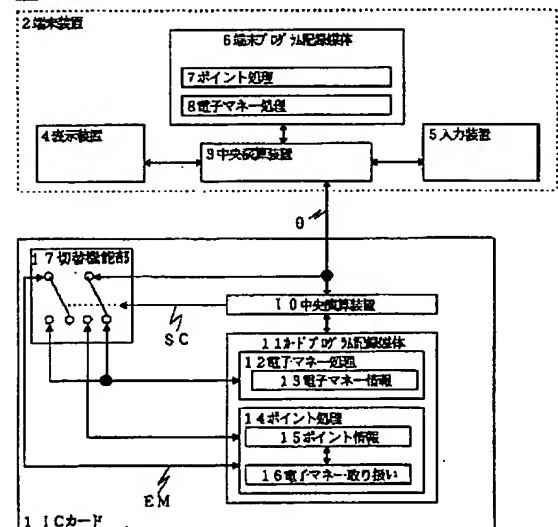 2端末装置
6端末プログラム記録媒体
7ポイント処理
8電子マネー処理
4表示装置
9中央演算装置
5入力装置
θ
17切替機能部
10中央演算装置
SC
11カードプログラム記録媒体
12電子マネー処理
13電子マネー情報
14ポイント処理
15ポイント情報
16電子マネー取り扱い
EM
1 ICカード